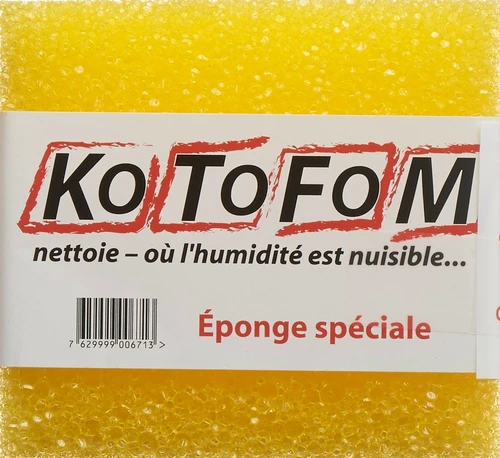 KOTOFOM
nettoie – où l'humidité est nuisible...
Éponge spéciale
7 629999 006713 >